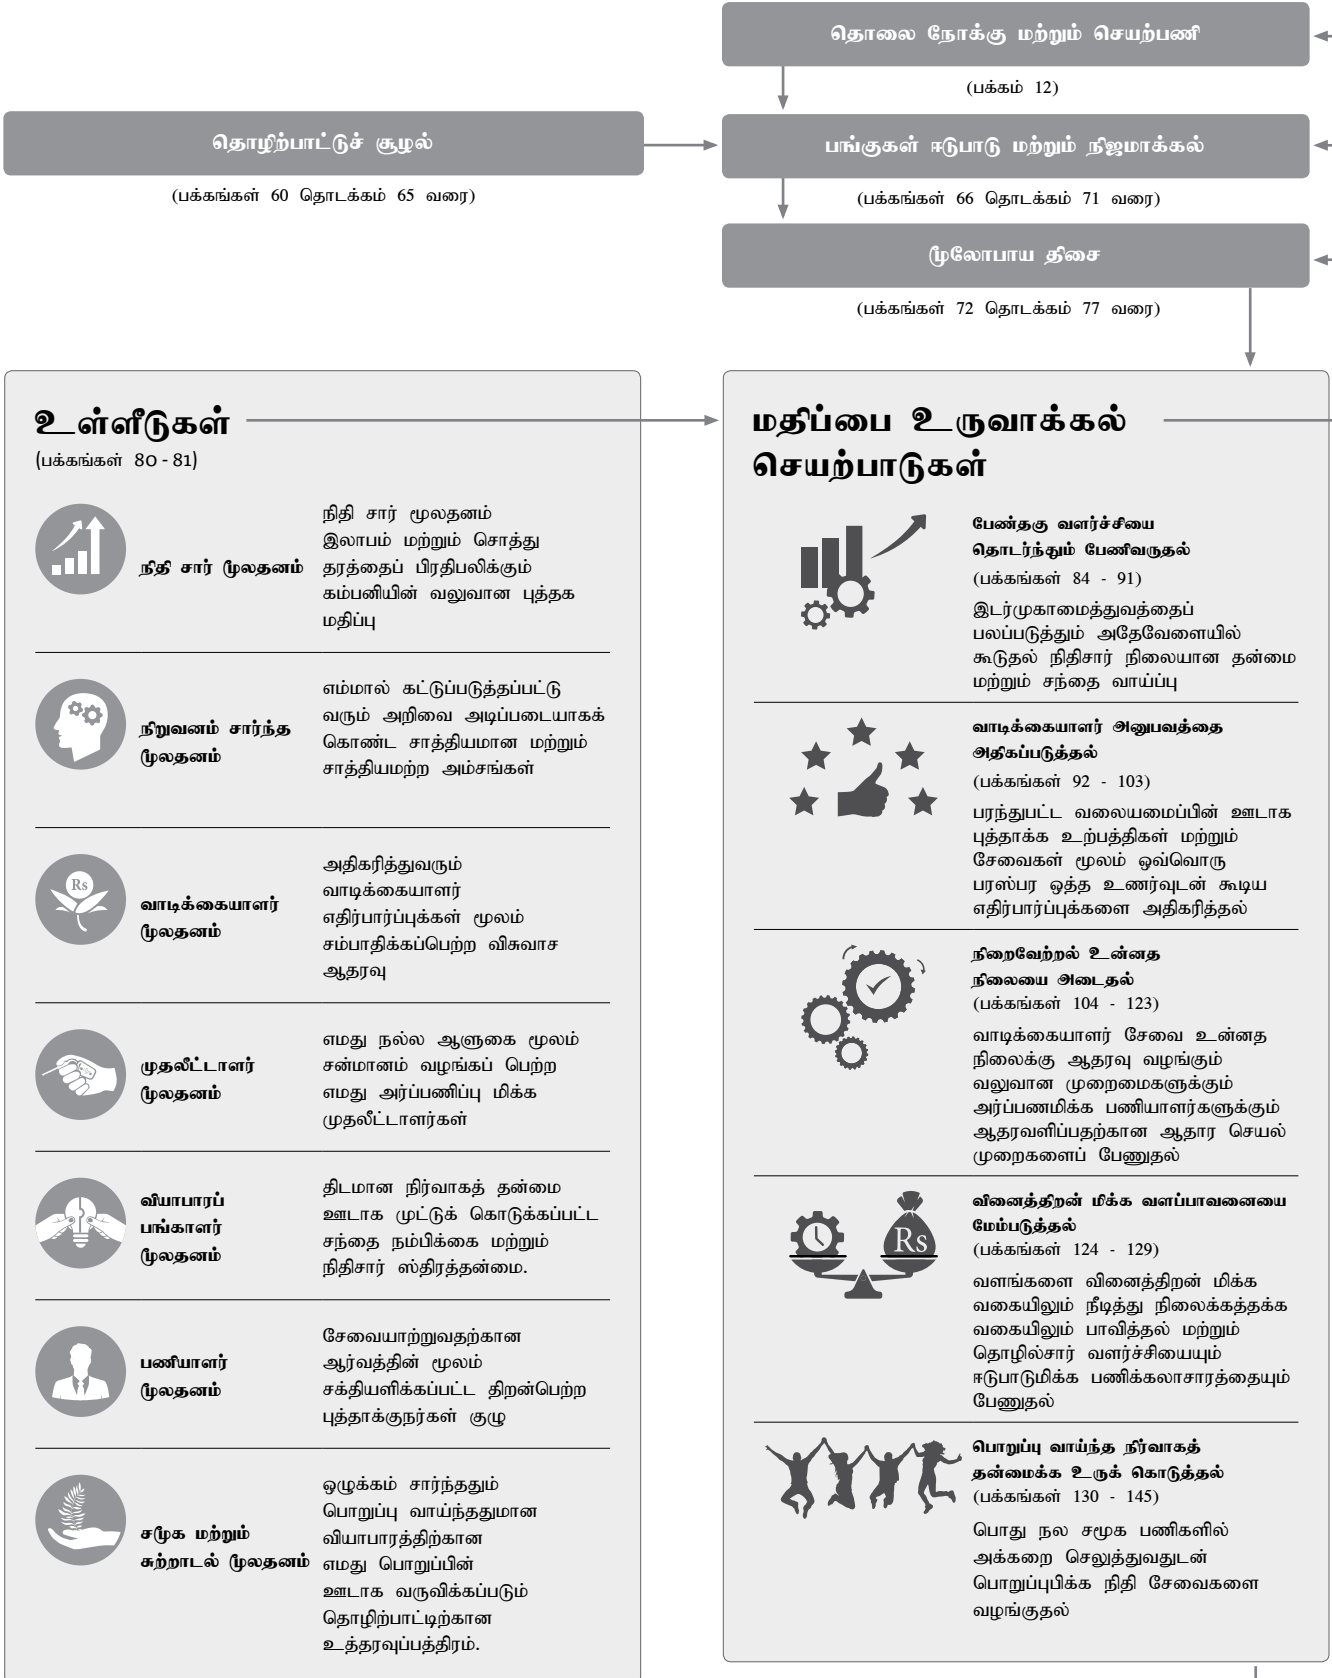 தொலை நோக்கு மற்றும் செயற்பணி
(பக்கம் 12)
தொழிற்பாட்டுச் சூழல்
(பக்கங்கள் 60 தொடக்கம் 65 வரை)
பங்குகள் ஈடுபாடு மற்றும் நிஜமாக்கல்
(பக்கங்கள் 66 தொடக்கம் 71 வரை)
மூலோபாய திசை
(பக்கங்கள் 72 தொடக்கம் 77 வரை)
உள்ளீடுகள்
(பக்கங்கள் 80 - 81)
நிதி சார் மூலதனம்
நிதி சார் மூலதனம்
இலாபம் மற்றும் சொத்து
தரத்தைப் பிரதிபலிக்கும்
கம்பனியின் வலுவான புத்தக
மதிப்பு
நிறுவனம் சார்ந்த
மூலதனம்
எம்மால் கட்டுப்படுத்தப்பட்டு
வரும் அறிவை அடிப்படையாகக்
கொண்ட சாத்தியமான மற்றும்
சாத்தியமற்ற அம்சங்கள்
Rs
வாடிக்கையாளர்
மூலதனம்
அதிகரித்துவரும்
வாடிக்கையாளர்
எதிர்பார்ப்புக்கள் மூலம்
சம்பாதிக்கப்பெற்ற விசுவாச
ஆதரவு
முதலீட்டாளர்
மூலதனம்
எமது நல்ல ஆளுகை மூலம்
சன்மானம் வழங்கப் பெற்ற
எமது அர்ப்பணிப்பு மிக்க
முதலீட்டாளர்கள்
வியாபாரப்
பங்காளர்
மூலதனம்
திடமான நிர்வாகத் தன்மை
ஊடாக முட்டுக் கொடுக்கப்பட்ட
சந்தை நம்பிக்கை மற்றும்
நிதிசார் ஸ்திரத்தன்மை.
பணியாளர்
மூலதனம்
சேவையாற்றுவதற்கான
ஆர்வத்தின் மூலம்
சக்தியளிக்கப்பட்ட திறன்பெற்ற
புத்தாக்குநர்கள் குழு
சமூக மற்றும்
சுற்றாடல் மூலதனம்
ஒழுக்கம் சார்ந்ததும்
பொறுப்பு வாய்ந்ததுமான
வியாபாரத்திற்கான
எமது பொறுப்பின்
ஊடாக வருவிக்கப்படும்
தொழிற்பாட்டிற்கான
உத்தரவுப்பத்திரம்.
மதிப்பை உருவாக்கல்
செயற்பாடுகள்
பேண்தகு வளர்ச்சியை
தொடர்ந்தும் பேணிவருதல்
(பக்கங்கள் 84 - 91)
இடர்முகாமைத்துவத்தைப்
பலப்படுத்தும் அதேவேளையில்
கூடுதல் நிதிசார் நிலையான தன்மை
மற்றும் சந்தை வாய்ப்பு
வாடிக்கையாளர் அனுபவத்தை
அதிகப்படுத்தல்
(பக்கங்கள் 92 - 103)
பரந்துபட்ட வலையமைப்பின் ஊடாக
புத்தாக்க உற்பத்திகள் மற்றும்
சேவைகள் மூலம் ஒவ்வொரு
பரஸ்பர ஒத்த உணர்வுடன் கூடிய
எதிர்பார்ப்புக்களை அதிகரித்தல்
நிறைவேற்றல் உன்னத
நிலையை அடைதல்
(பக்கங்கள் 104 - 123)
வாடிக்கையாளர் சேவை உன்னத
நிலைக்கு ஆதரவு வழங்கும்
வலுவான முறைமைகளுக்கும்
அர்ப்பணமிக்க பணியாளர்களுக்கும்
ஆதரவளிப்பதற்கான ஆதார செயல்
முறைகளைப் பேணுதல்
Rs
வினைத்திறன் மிக்க வளப்பாவனையை
மேம்படுத்தல்
(பக்கங்கள் 124 - 129)
வளங்களை வினைத்திறன் மிக்க
வகையிலும் நீடித்து நிலைக்கத்தக்க
வகையிலும் பாவித்தல் மற்றும்
தொழில்சார் வளர்ச்சியையும்
ஈடுபாடுமிக்க பணிக்கலாசாரத்தையும்
பேணுதல்
பொறுப்பு வாய்ந்த நிர்வாகத்
தன்மைக்க உருக் கொடுத்தல்
(பக்கங்கள் 130 - 145)
பொது நல சமூக பணிகளில்
அக்கறை செலுத்துவதுடன்
பொறுப்புபிக்க நிதி சேவைகளை
வழங்குதல்